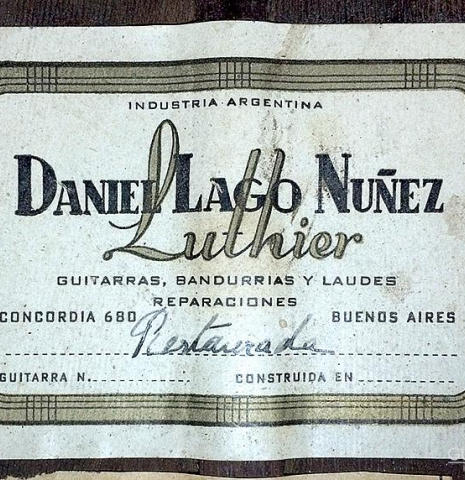 INDUSTRIA ARGENTINA
DANIEL LAGO NUÑEZ
Luthier
GUITARRAS, BANDURRIAS Y LAUDES
REPARACIONES
CONCORDIA 680 BUENOS AIRES
Restaurada
GUITARRA N. CONSTRUIDA EN